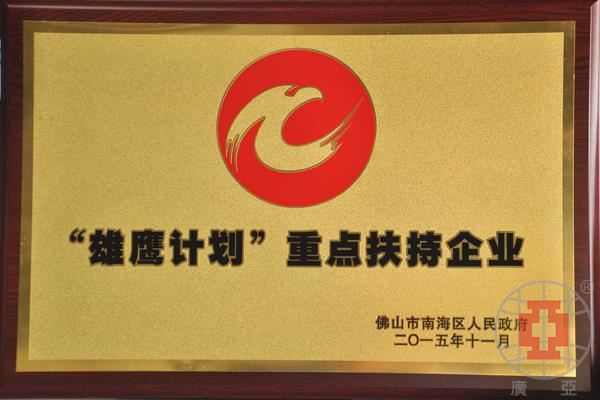 “雄鹰计划”重点扶持企业
佛山市南海区人民政府
二〇一五年十一月
®
廣亞